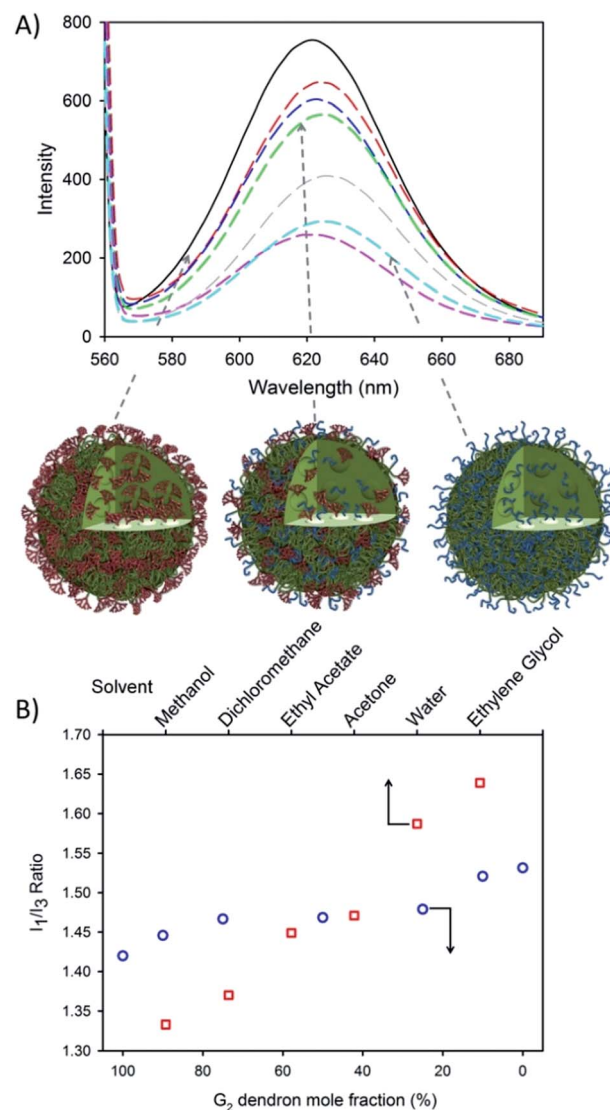 A)
800
600
400
200
0
Intensity
560 580 600 620 640 660 680
Wavelength (nm)
Solvent
Methanol
Dichloromethane
Ethyl Acetate
Acetone
Water
Ethylene Glycol
B)
1.70
1.65
1.60
1.55
1.50
1.45
1.40
1.35
1.30
I1/I3 Ratio
100 80 60 40 20 0
G2 dendron mole fraction (%)